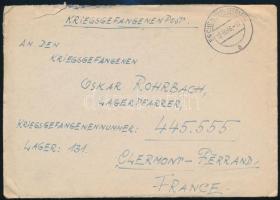 KRIEGSGEFANGENENPOST
AN DEN
KRIEGSGEFANGENEN
OSKAR ROHRBACH,
LAGERPFARRER,
KRIEGSGEFANGENENNUMMER: 445.555
LAGER: 131
CLERMONT-FERRAND,
FRANCE